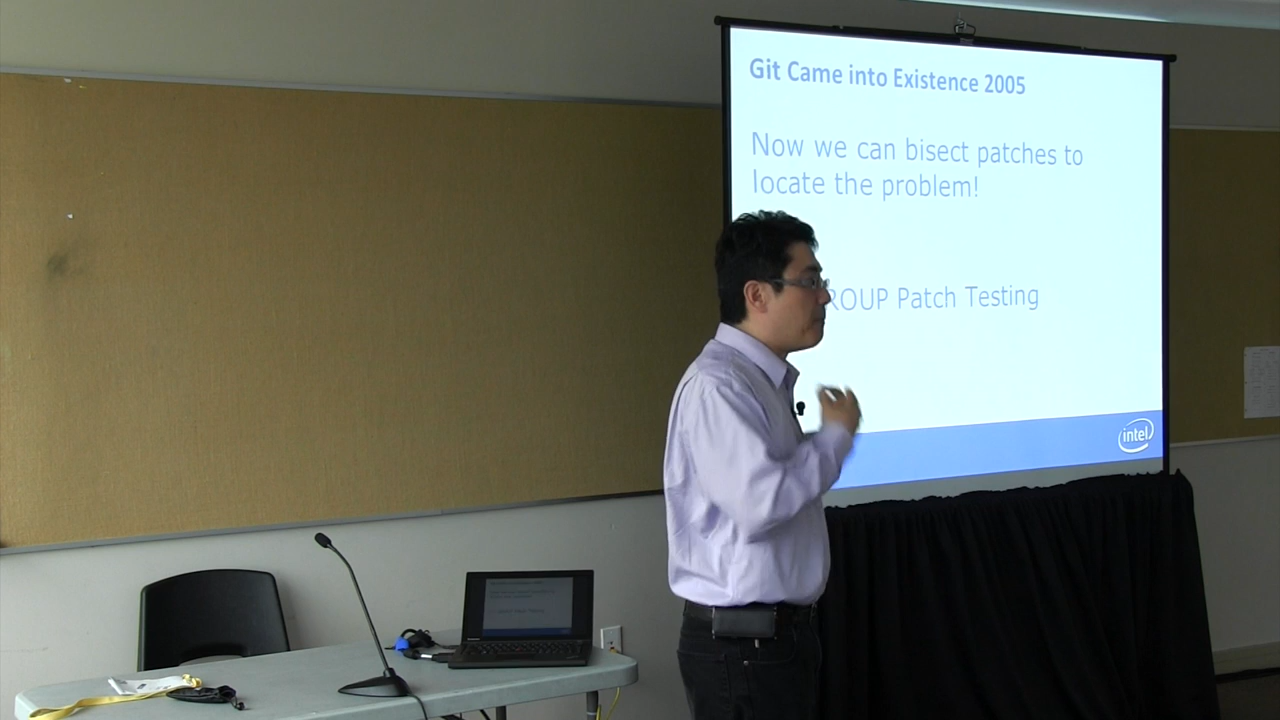 Git Came into Existence 2005
Now we can bisect patches to
locate the problem!
ROUP Patch Testing
intel